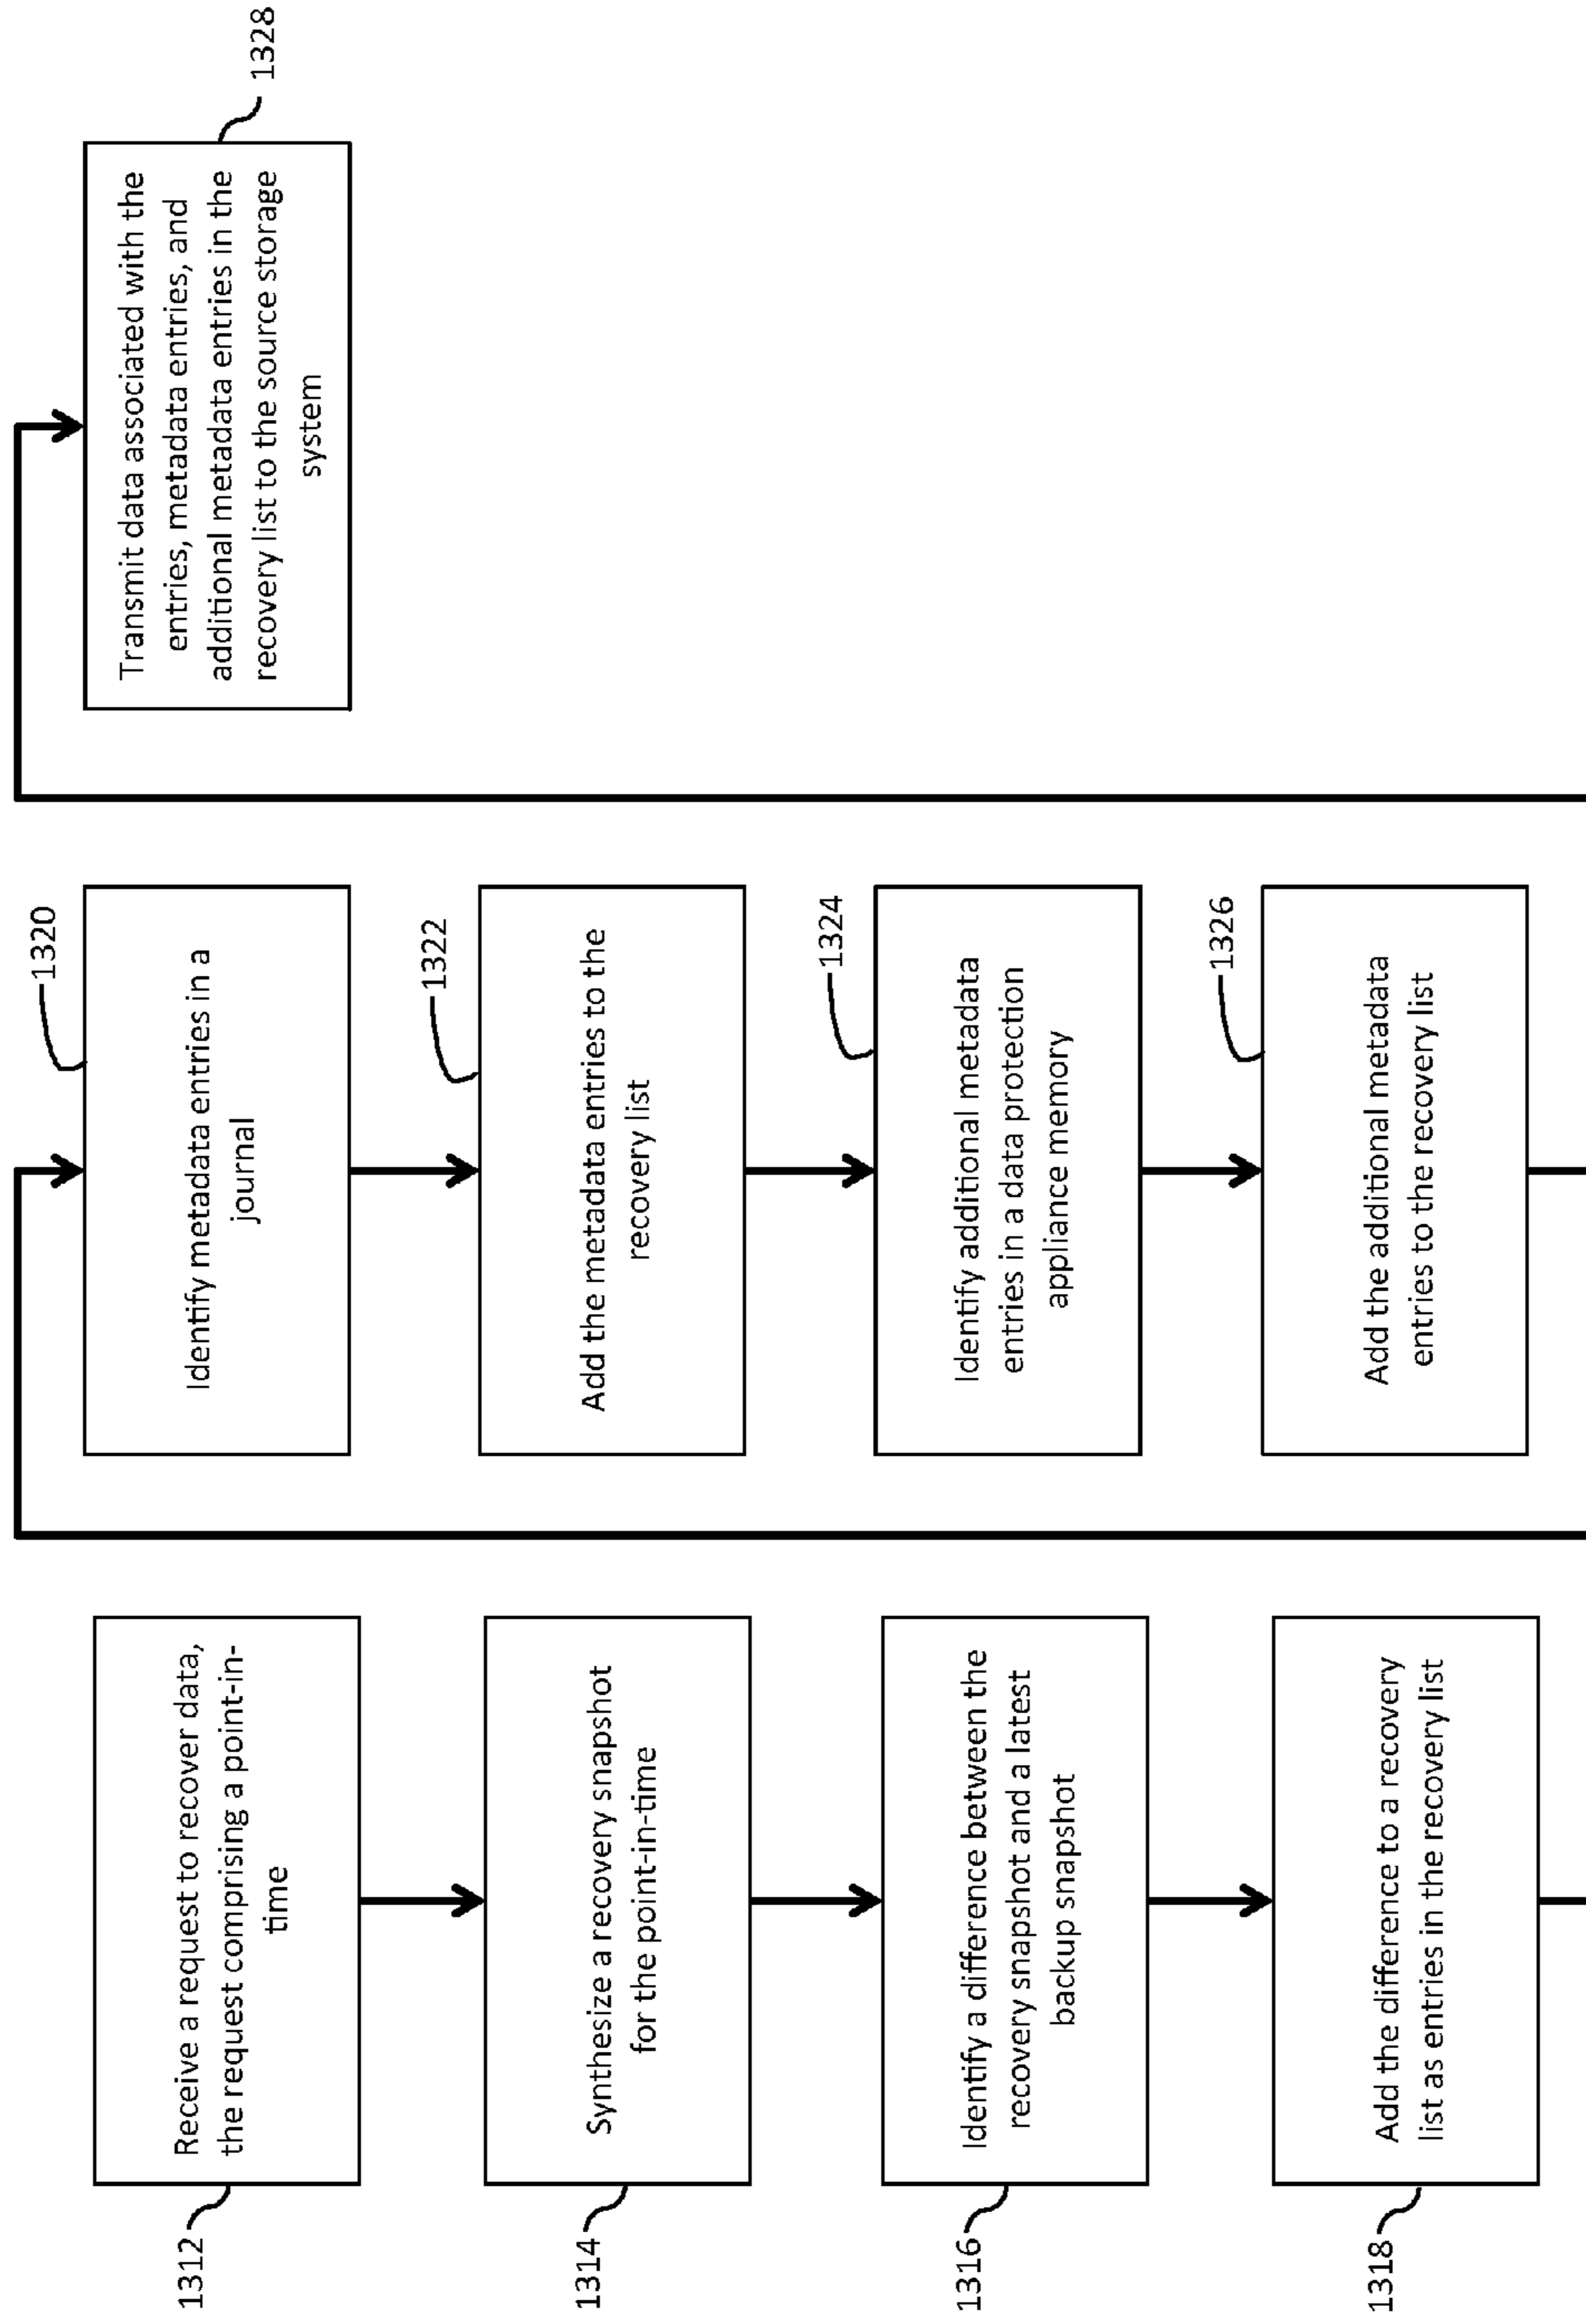 1312
Receive a request to recover data,
the request comprising a point-in-
time
1314
Synthesize a recovery snapshot
for the point-in-time
1316
Identify a difference between the
recovery snapshot and a latest
backup snapshot
1318
Add the difference to a recovery
list as entries in the recovery list
1320
Identify metadata entries in a
journal
1322
Add the metadata entries to the
recovery list
1324
Identify additional metadata
entries in a data protection
appliance memory
1326
Add the additional metadata
entries to the recovery list
1328
Transmit data associated with the
entries, metadata entries, and
additional metadata entries in the
recovery list to the source storage
system